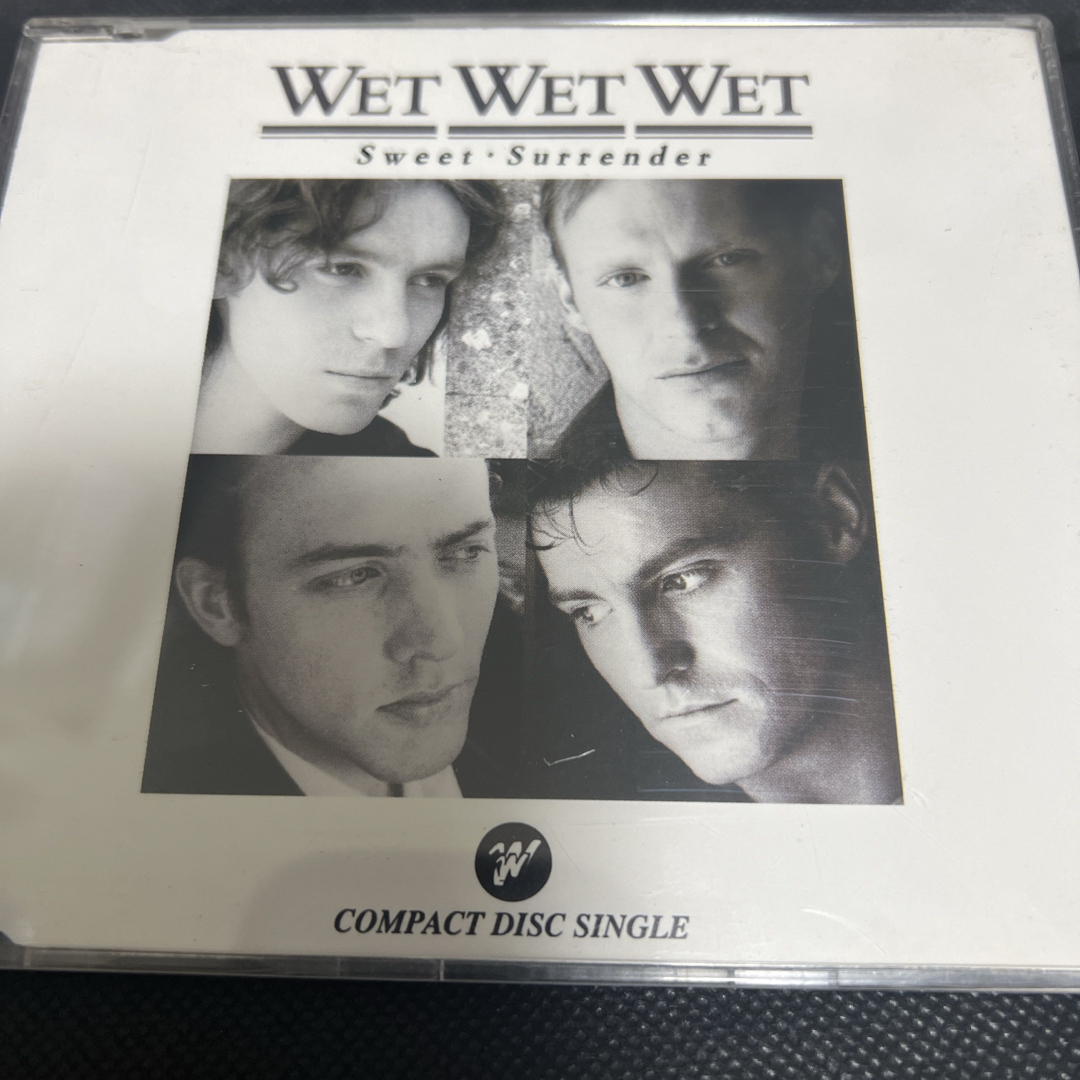 WET WET WET
Sweet · Surrender
W
COMPACT DISC SINGLE